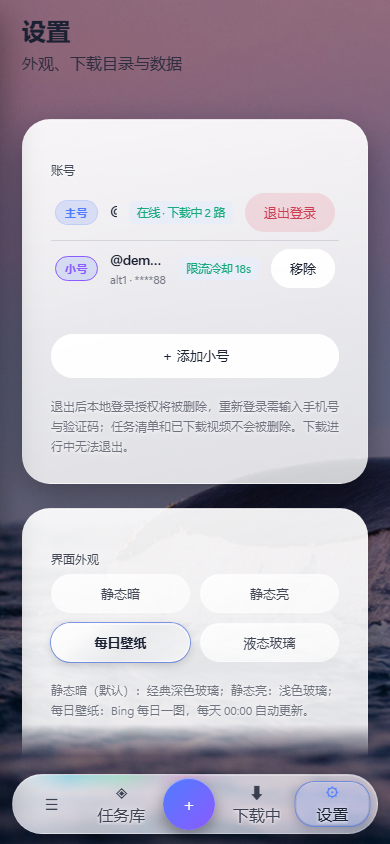 设置
外观、下载目录与数据
账号
主号 @ 在线 · 下载中 2 路 退出登录
小号 @dem... 限流冷却 18s 移除
alt1 · ****88
+ 添加小号
退出后本地登录授权将被删除，重新登录需输入手机号
与验证码；任务清单和已下载视频不会被删除。下载进
行中无法退出。
界面外观
静态暗 静态亮
每日壁纸 液态玻璃
静态暗（默认）：经典深色玻璃；静态亮：浅色玻璃；
每日壁纸：Bing 每日一图，每天 00:00 自动更新。
任务库 + 下载中 设置